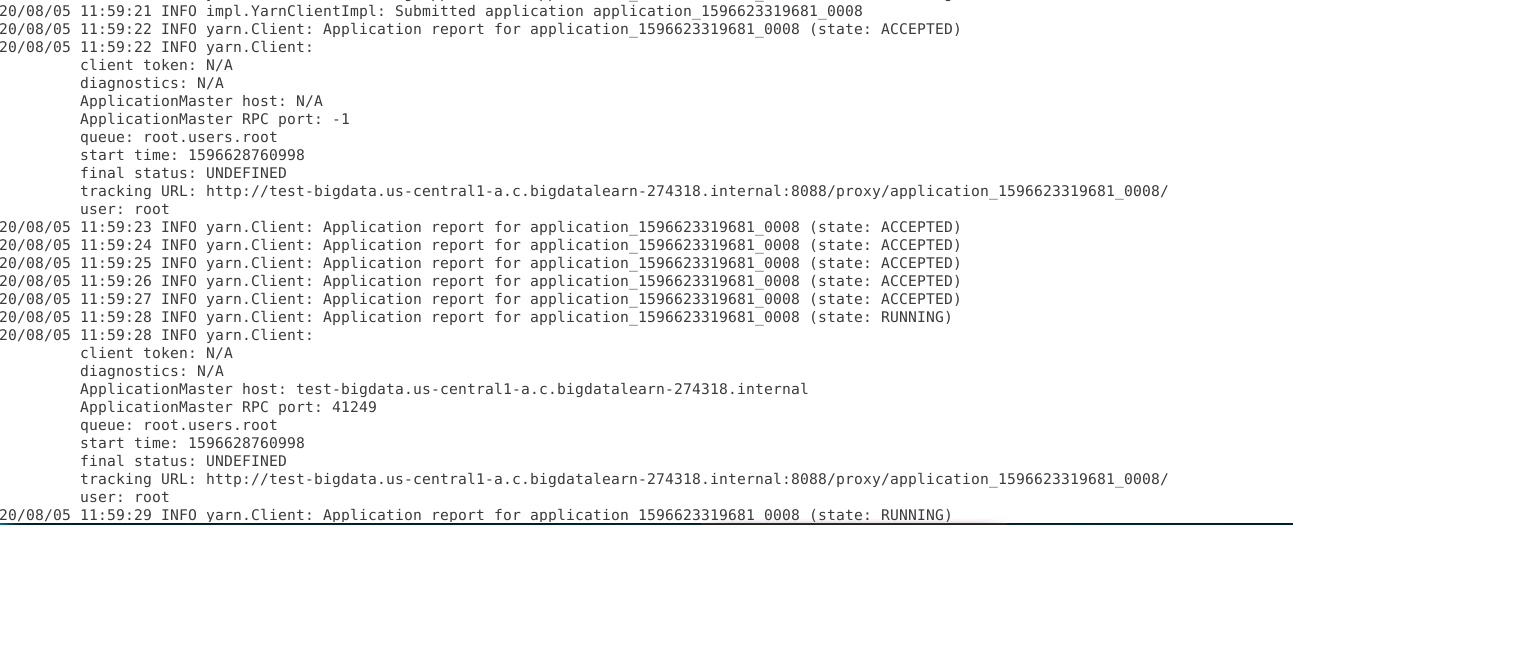 20/08/05 11:59:21 INFO impl.YarnClientImpl: Submitted application application_1596623319681_0008
20/08/05 11:59:22 INFO yarn.Client: Application report for application_1596623319681_0008 (state: ACCEPTED)
20/08/05 11:59:22 INFO yarn.Client:
client token: N/A
diagnostics: N/A
ApplicationMaster host: N/A
ApplicationMaster RPC port: -1
queue: root.users.root
start time: 1596628760998
final status: UNDEFINED
tracking URL: http://test-bigdata.us-central1-a.c.bigdatalearn-274318.internal:8088/proxy/application_1596623319681_0008/
user: root
20/08/05 11:59:23 INFO yarn.Client: Application report for application_1596623319681_0008 (state: ACCEPTED)
20/08/05 11:59:24 INFO yarn.Client: Application report for application_1596623319681_0008 (state: ACCEPTED)
20/08/05 11:59:25 INFO yarn.Client: Application report for application_1596623319681_0008 (state: ACCEPTED)
20/08/05 11:59:26 INFO yarn.Client: Application report for application_1596623319681_0008 (state: ACCEPTED)
20/08/05 11:59:27 INFO yarn.Client: Application report for application_1596623319681_0008 (state: ACCEPTED)
20/08/05 11:59:28 INFO yarn.Client: Application report for application_1596623319681_0008 (state: RUNNING)
20/08/05 11:59:28 INFO yarn.Client:
client token: N/A
diagnostics: N/A
ApplicationMaster host: test-bigdata.us-central1-a.c.bigdatalearn-274318.internal
ApplicationMaster RPC port: 41249
queue: root.users.root
start time: 1596628760998
final status: UNDEFINED
tracking URL: http://test-bigdata.us-central1-a.c.bigdatalearn-274318.internal:8088/proxy/application_1596623319681_0008/
user: root
20/08/05 11:59:29 INFO yarn.Client: Application report for application_1596623319681_0008 (state: RUNNING)